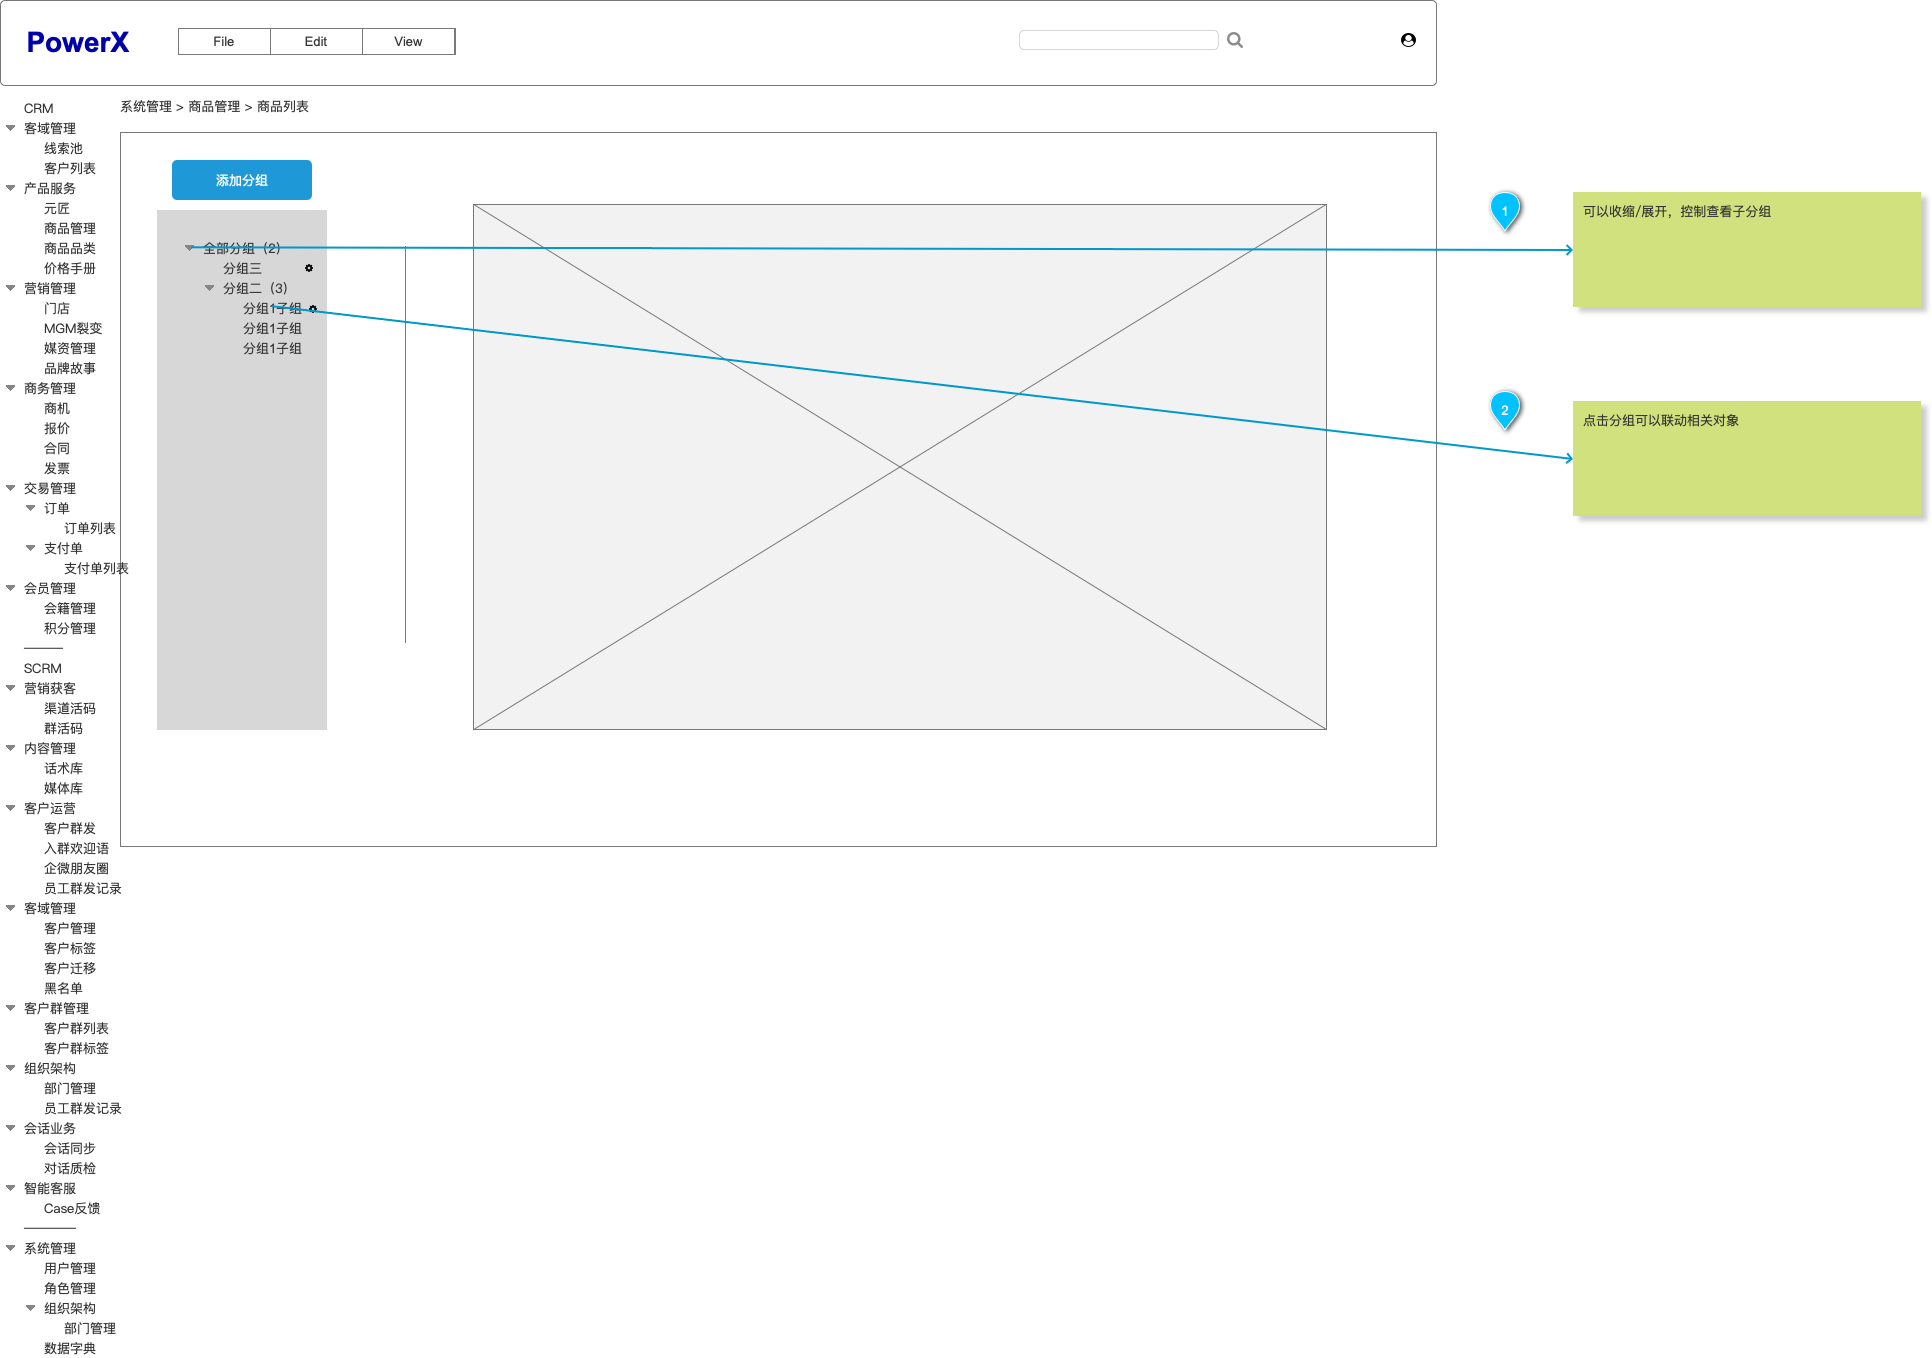 PowerX
File
Edit
View
CRM
客域管理
线索池
客户列表
产品服务
元匠
商品管理
商品品类
价格手册
营销管理
门店
MGM裂变
媒资管理
品牌故事
商务管理
商机
报价
合同
发票
交易管理
订单
订单列表
支付单
支付单列表
会员管理
会籍管理
积分管理
———
SCRM
营销获客
渠道活码
群活码
内容管理
话术库
媒体库
客户运营
客户群发
入群欢迎语
企微朋友圈
员工群发记录
客域管理
客户管理
客户标签
客户迁移
黑名单
客户群管理
客户群列表
客户群标签
组织架构
部门管理
员工群发记录
会话业务
会话同步
对话质检
智能客服
Case反馈
————
系统管理
用户管理
角色管理
组织架构
部门管理
数据字典
系统管理 > 商品管理 > 商品列表
添加分组
全部分组（2）
分组三
分组二（3）
分组1子组
分组1子组
分组1子组
1
可以收缩/展开，控制查看子分组
2
点击分组可以联动相关对象